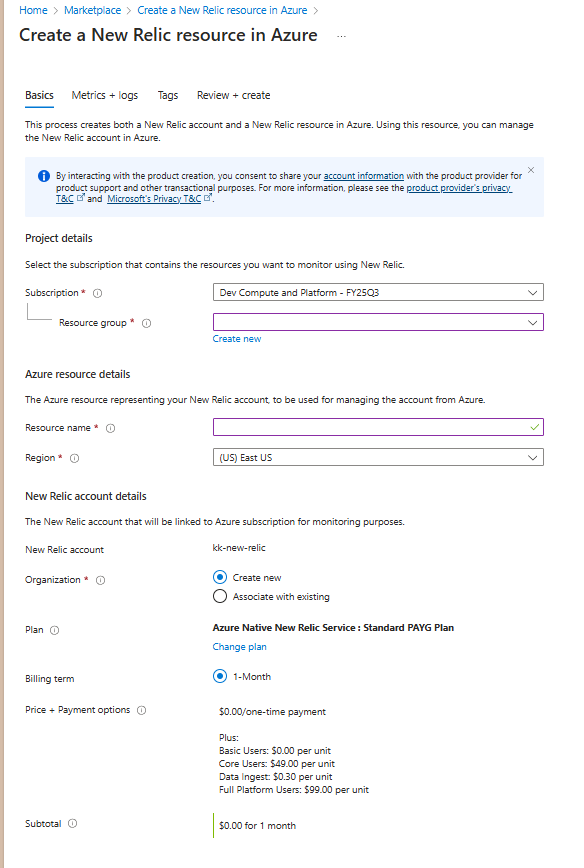 Home > Marketplace > Create a New Relic resource in Azure >
Create a New Relic resource in Azure ...
Basics Metrics + logs Tags Review + create
This process creates both a New Relic account and a New Relic resource in Azure. Using this resource, you can manage
the New Relic account in Azure.
By interacting with the product creation, you consent to share your account information with the product provider for
product support and other transactional purposes. For more information, please see the product provider's privacy
T&C and Microsoft's Privacy T&C.
Project details
Select the subscription that contains the resources you want to monitor using New Relic.
Subscription * Dev Compute and Platform - FY25Q3
Resource group *
Create new
Azure resource details
The Azure resource representing your New Relic account, to be used for managing the account from Azure.
Resource name *
Region * (US) East US
New Relic account details
The New Relic account that will be linked to Azure subscription for monitoring purposes.
New Relic account kk-new-relic
Organization * Create new
Associate with existing
Plan Azure Native New Relic Service : Standard PAYG Plan
Change plan
Billing term 1-Month
Price + Payment options $0.00/one-time payment
Plus:
Basic Users: $0.00 per unit
Core Users: $49.00 per unit
Data Ingest: $0.30 per unit
Full Platform Users: $99.00 per unit
Subtotal $0.00 for 1 month